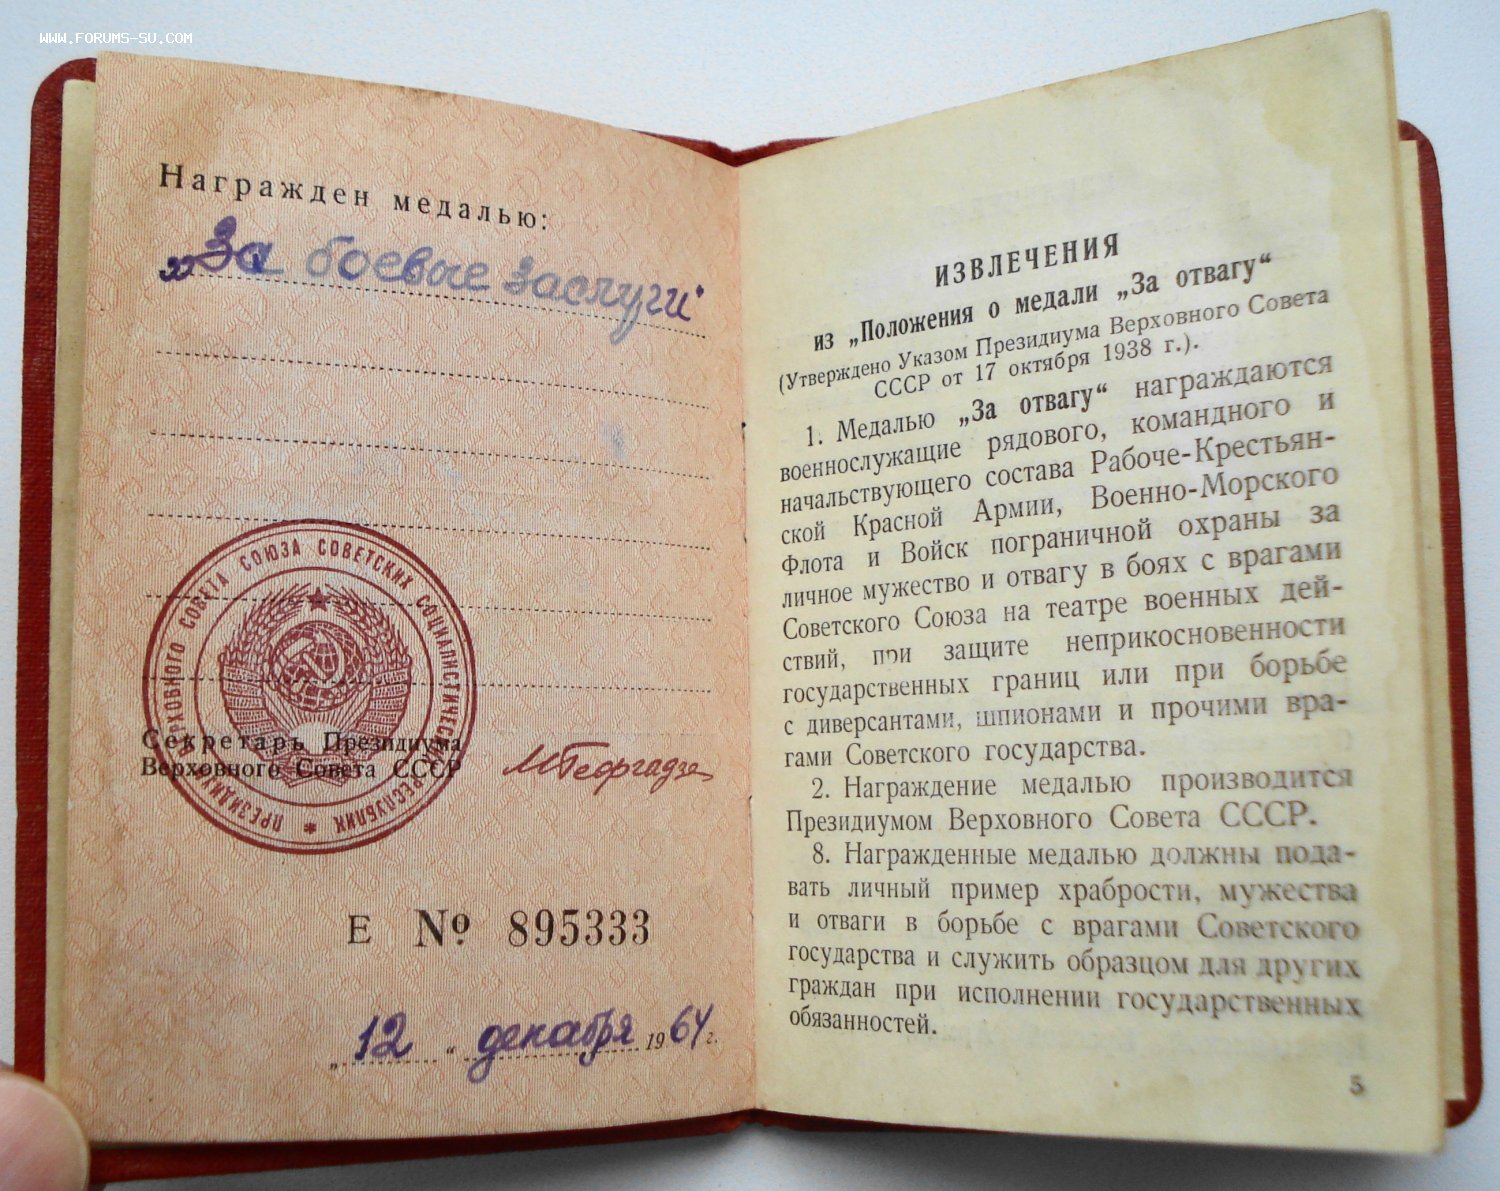 www.forums-su.com
Награжден медалью:
„За боевые заслуги"
ПРЕЗИДИУМ ВЕРХОВНОГО СОВЕТА СОЮЗА СОВЕТСКИХ СОЦИАЛИСТИЧЕСКИХ РЕСПУБЛИК *
Секретарь Президиума
Верховного Совета СССР
МГеоргадзе
Е № 895333
„12" декабря 1964 г.
ИЗВЛЕЧЕНИЯ
из „Положения о медали „За отвагу"
(Утверждено Указом Президиума Верховного Совета
СССР от 17 октября 1938 г.).
1. Медалью „За отвагу" награждаются
военнослужащие рядового, командного и
начальствующего состава Рабоче-Крестьян-
ской Красной Армии, Военно-Морского
Флота и Войск пограничной охраны за
личное мужество и отвагу в боях с врагами
Советского Союза на театре военных дей-
ствий, при защите неприкосновенности
государственных границ или при борьбе
с диверсантами, шпионами и прочими вра-
гами Советского государства.
2. Награждение медалью производится
Президиумом Верховного Совета СССР.
8. Награжденные медалью должны пода-
вать личный пример храбрости, мужества
и отваги в борьбе с врагами Советского
государства и служить образцом для других
граждан при исполнении государственных
обязанностей.
5